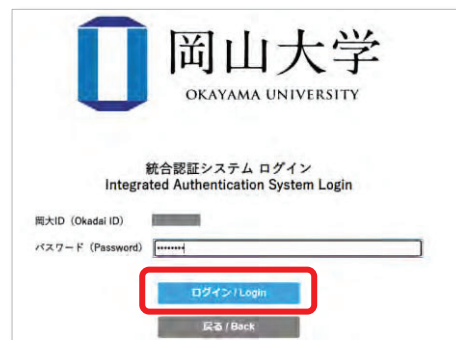 岡山大学
OKAYAMA UNIVERSITY
統合認証システム ログイン
Integrated Authentication System Login
岡大ID（Okadai ID）
パスワード（Password） ••••••••
ログイン / Login
戻る / Back